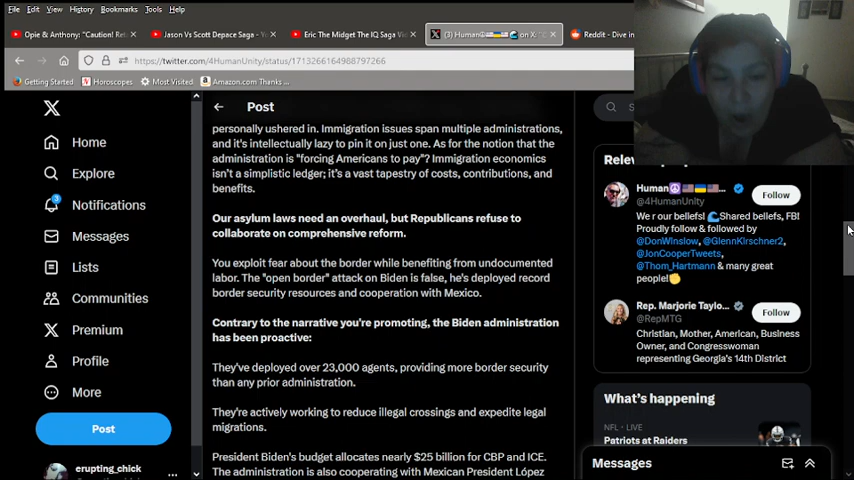 File Edit View History Bookmarks Tools Help
Opie & Anthony: "Caution! Re
Jason Vs Scott Depace Saga -
Eric The Midget The IQ Saga Vi
(3) Human
on X:
Reddit - Dive in
https://twitter.com/4HumanUnity/status/1713266164988797266
Getting Started
Horoscopes
Most Visited
Amazon.com Thanks ...
Home
Explore
3
Notifications
Messages
Lists
Communities
Premium
Profile
More
Post
erupting_chick
...
Post
personally ushered in. Immigration issues span multiple administrations,
and it's intellectually lazy to pin it on just one. As for the notion that the
administration is "forcing Americans to pay"? Immigration economics
isn't a simplistic ledger; it's a vast tapestry of costs, contributions, and
benefits.
Our asylum laws need an overhaul, but Republicans refuse to
collaborate on comprehensive reform.
You exploit fear about the border while benefiting from undocumented
labor. The "open border" attack on Biden is false, he's deployed record
border security resources and cooperation with Mexico.
Contrary to the narrative you're promoting, the Biden administration
has been proactive:
They've deployed over 23,000 agents, providing more border security
than any prior administration.
They're actively working to reduce illegal crossings and expedite legal
migrations.
President Biden's budget allocates nearly $25 billion for CBP and ICE.
The administration is also cooperating with Mexican President López
S
Relev
Human☮️🇺🇸🇺🇦🇺🇸...
@4HumanUnity
Follow
We r our beliefs! 🌊Shared beliefs, FB!
Proudly follow & followed by
@DonWinslow, @GlennKirschner2,
@JonCooperTweets,
@Thom_Hartmann & many great
people!✊
Rep. Marjorie Taylo...
@RepMTG
Follow
Christian, Mother, American, Business
Owner, and Congresswoman
representing Georgia's 14th District
What's happening
NFL · LIVE
Patriots at Raiders
Messages